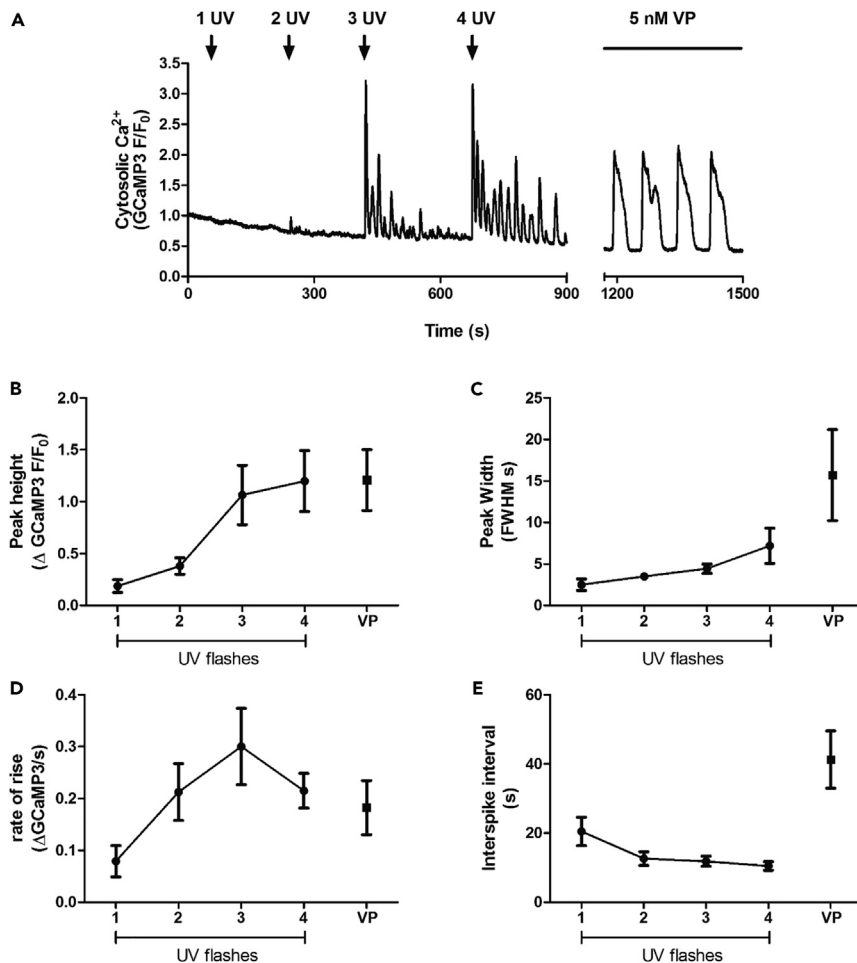 A
1 UV 2 UV 3 UV 4 UV 5 nM VP
Cytosolic Ca2+
(GCaMP3 F/F0)
3.5
3.0
2.5
2.0
1.5
1.0
0.5
0.0
0 300 600 900 1200 1500
Time (s)
B
Peak height
(Δ GCaMP3 F/F0)
2.0
1.5
1.0
0.5
0.0
1 2 3 4 VP
UV flashes
C
Peak Width
(FWHM s)
25
20
15
10
5
0
1 2 3 4 VP
UV flashes
D
rate of rise
(ΔGCaMP3/s)
0.4
0.3
0.2
0.1
0.0
1 2 3 4 VP
UV flashes
E
Interspike interval
(s)
60
40
20
0
1 2 3 4 VP
UV flashes